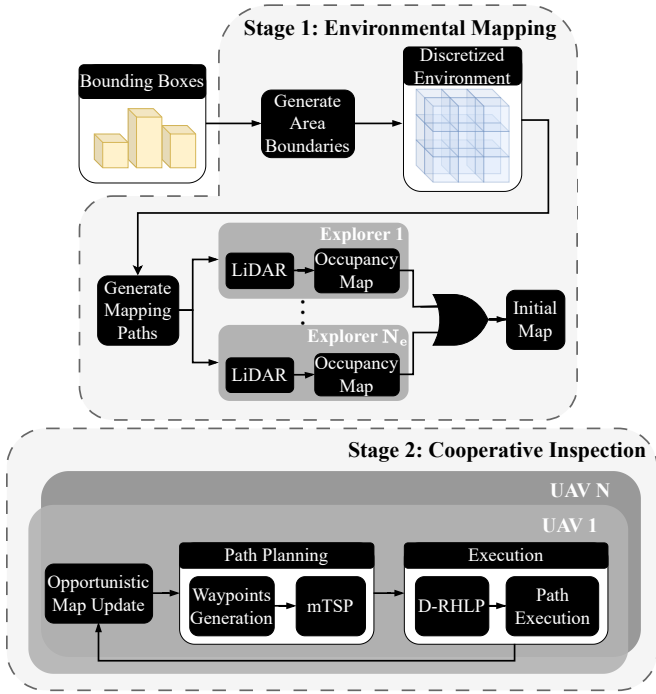 Stage 1: Environmental Mapping
Bounding Boxes
Generate
Area
Boundaries
Discretized
Environment
Generate
Mapping
Paths
Explorer 1
LiDAR
Occupancy
Map
Explorer Nₑ
LiDAR
Occupancy
Map
Initial
Map
Stage 2: Cooperative Inspection
UAV N
UAV 1
Opportunistic
Map Update
Path Planning
Waypoints
Generation
mTSP
Execution
D-RHLP
Path
Execution